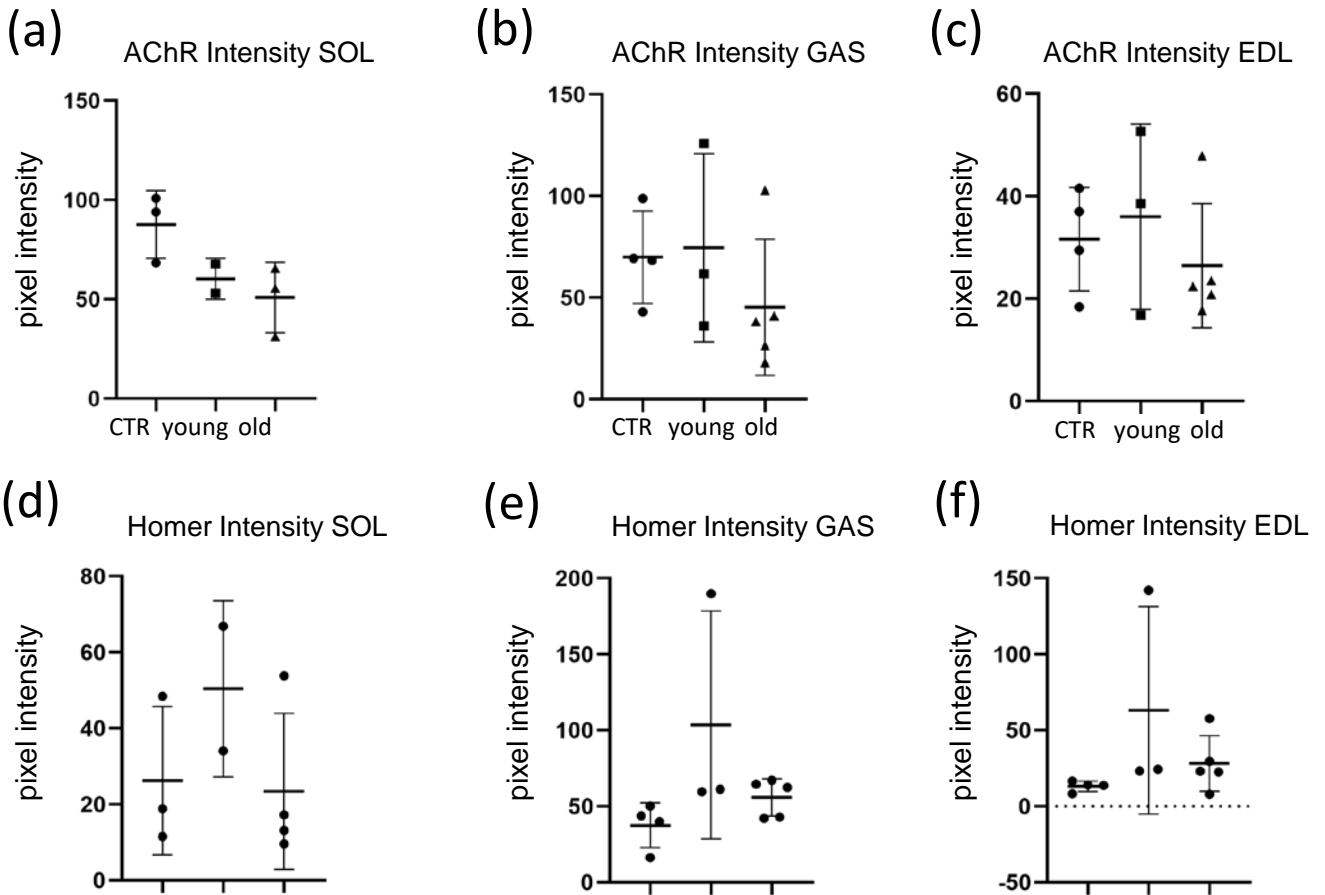 (a)
AChR Intensity SOL
pixel intensity
150
100
50
0
CTR young old
(b)
AChR Intensity GAS
pixel intensity
150
100
50
0
CTR young old
(c)
AChR Intensity EDL
pixel intensity
60
40
20
0
CTR young old
(d)
Homer Intensity SOL
pixel intensity
80
60
40
20
0
(e)
Homer Intensity GAS
pixel intensity
200
150
100
50
0
(f)
Homer Intensity EDL
pixel intensity
150
100
50
0
-50